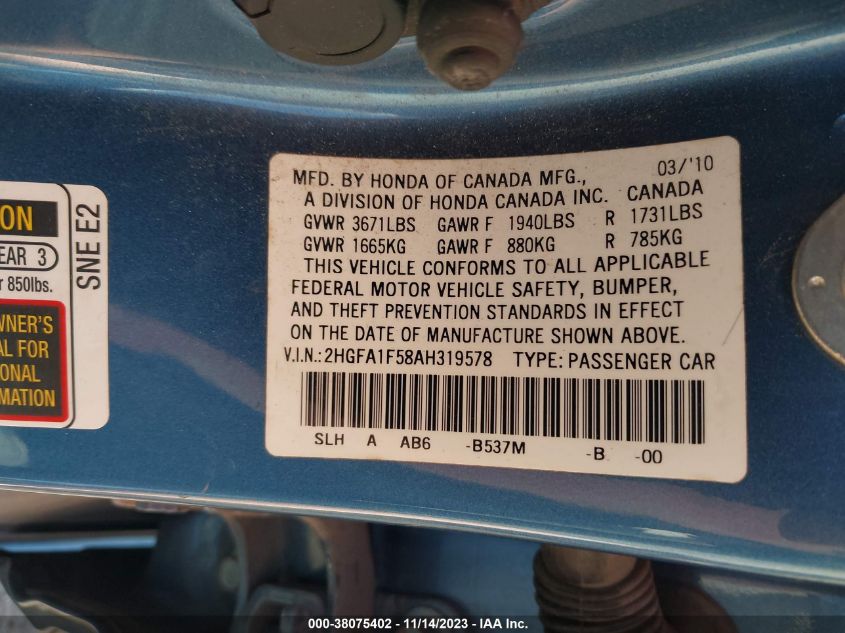 ON
EAR 3
850lbs.
WNER'S
AL FOR
ONAL
MATION
SNE E2
MFD. BY HONDA OF CANADA MFG., 03/'10
A DIVISION OF HONDA CANADA INC. CANADA
GVWR 3671LBS GAWR F 1940LBS R 1731LBS
GVWR 1665KG GAWR F 880KG R 785KG
THIS VEHICLE CONFORMS TO ALL APPLICABLE
FEDERAL MOTOR VEHICLE SAFETY, BUMPER,
AND THEFT PREVENTION STANDARDS IN EFFECT
ON THE DATE OF MANUFACTURE SHOWN ABOVE.
V.I.N.:2HGFA1F58AH319578 TYPE: PASSENGER CAR
SLH A AB6 -B537M -B -00
000-38075402 - 11/14/2023 - IAA Inc.